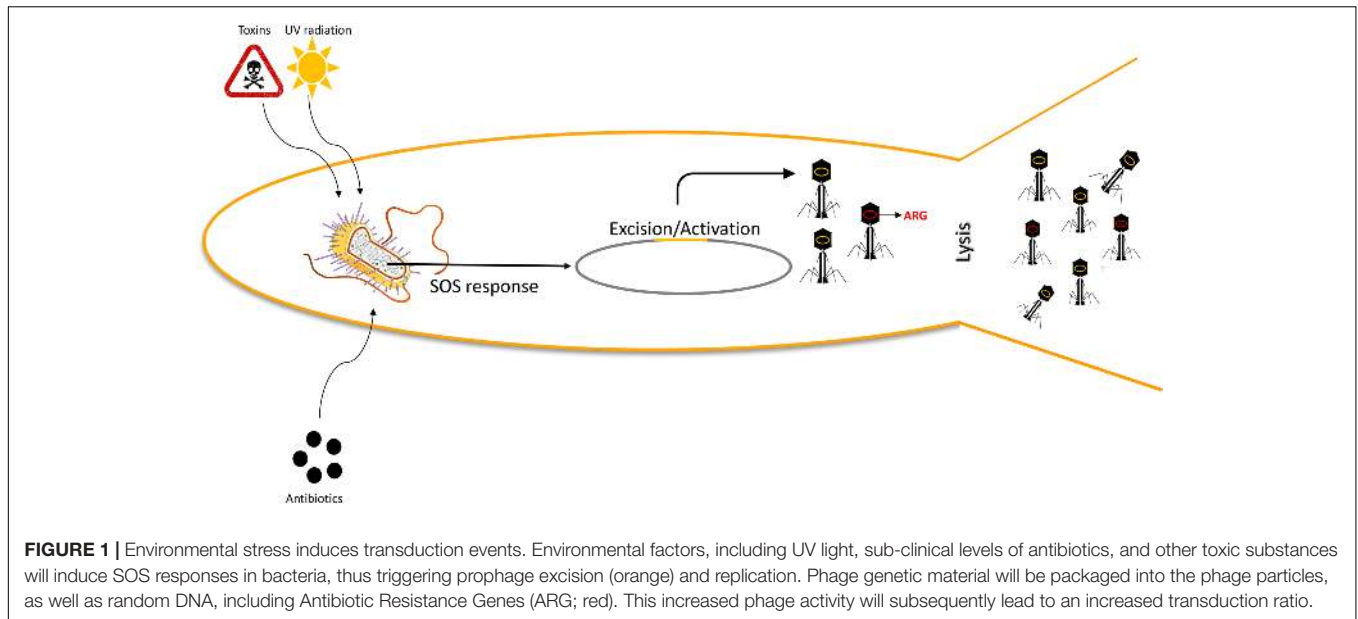 Toxins UV radiation
Excision/Activation
ARG
SOS response
Lysis
Antibiotics
FIGURE 1 | Environmental stress induces transduction events. Environmental factors, including UV light, sub-clinical levels of antibiotics, and other toxic substances
will induce SOS responses in bacteria, thus triggering prophage excision (orange) and replication. Phage genetic material will be packaged into the phage particles,
as well as random DNA, including Antibiotic Resistance Genes (ARG; red). This increased phage activity will subsequently lead to an increased transduction ratio.